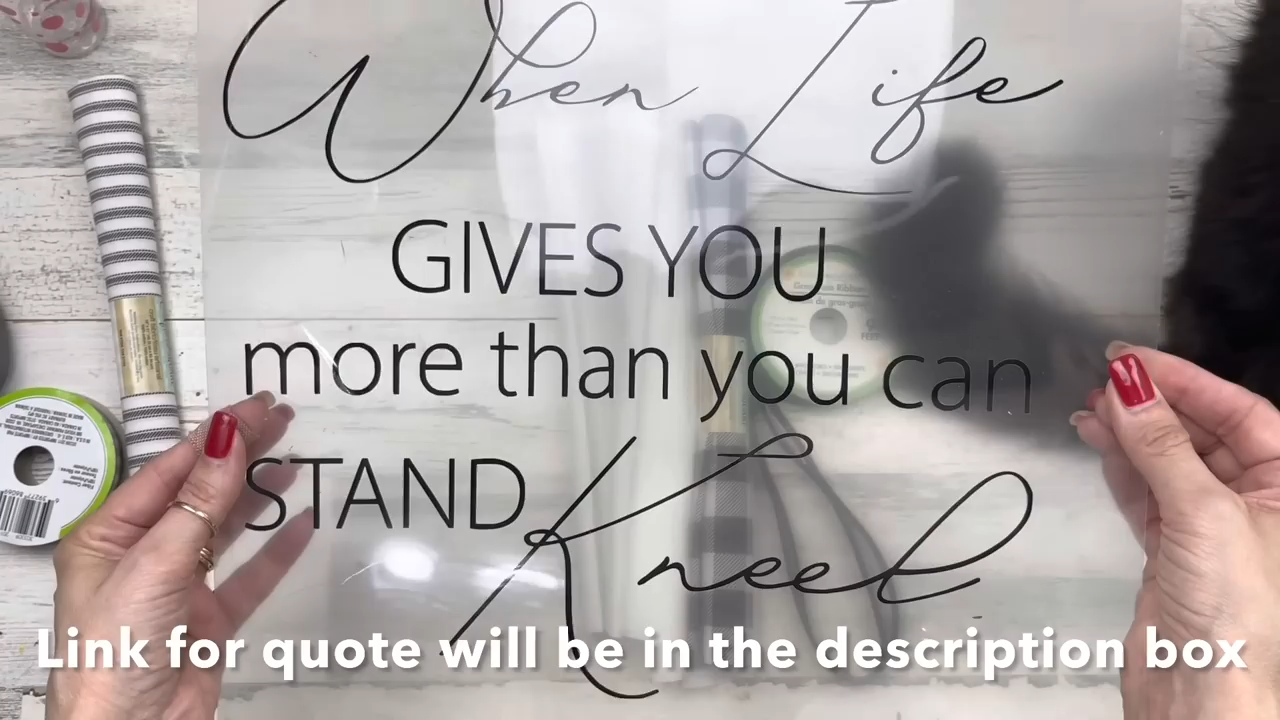 When Life
GIVES YOU
more than you can
STAND Kneel
Link for quote will be in the description box